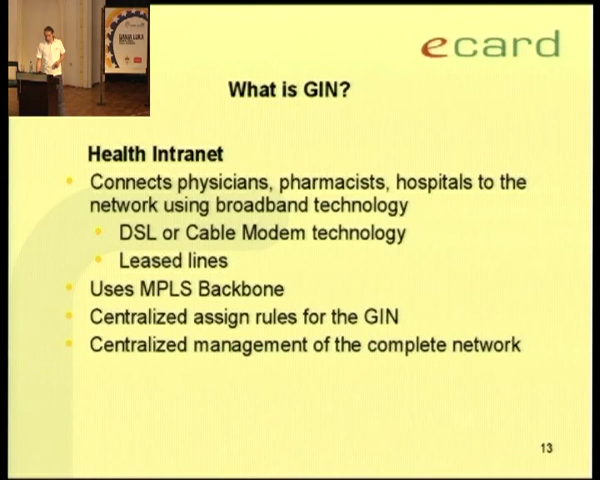 ecard
What is GIN?
Health Intranet
Connects physicians, pharmacists, hospitals to the
network using broadband technology
DSL or Cable Modem technology
Leased lines
Uses MPLS Backbone
Centralized assign rules for the GIN
Centralized management of the complete network
13